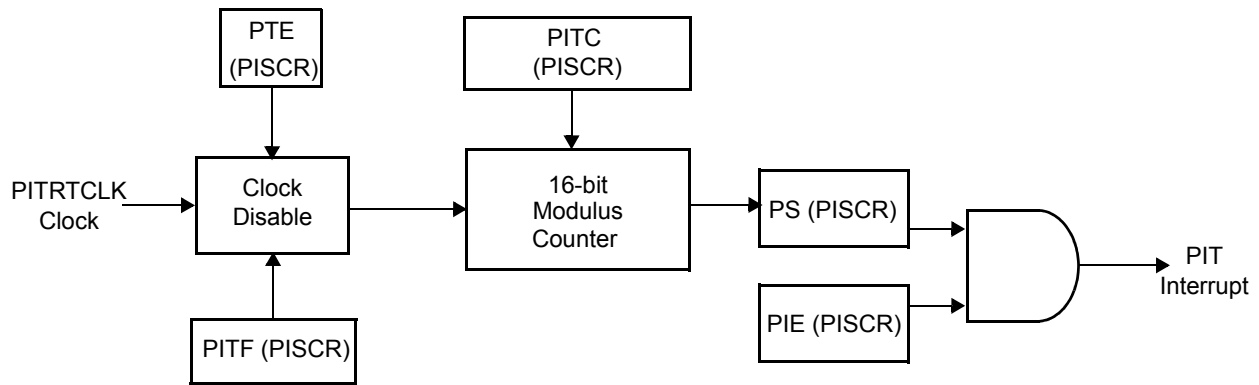 PTE
(PISCR)
PITC
(PISCR)
PITRTCLK
Clock
Clock
Disable
16-bit
Modulus
Counter
PS (PISCR)
PIE (PISCR)
PITF (PISCR)
PIT
Interrupt